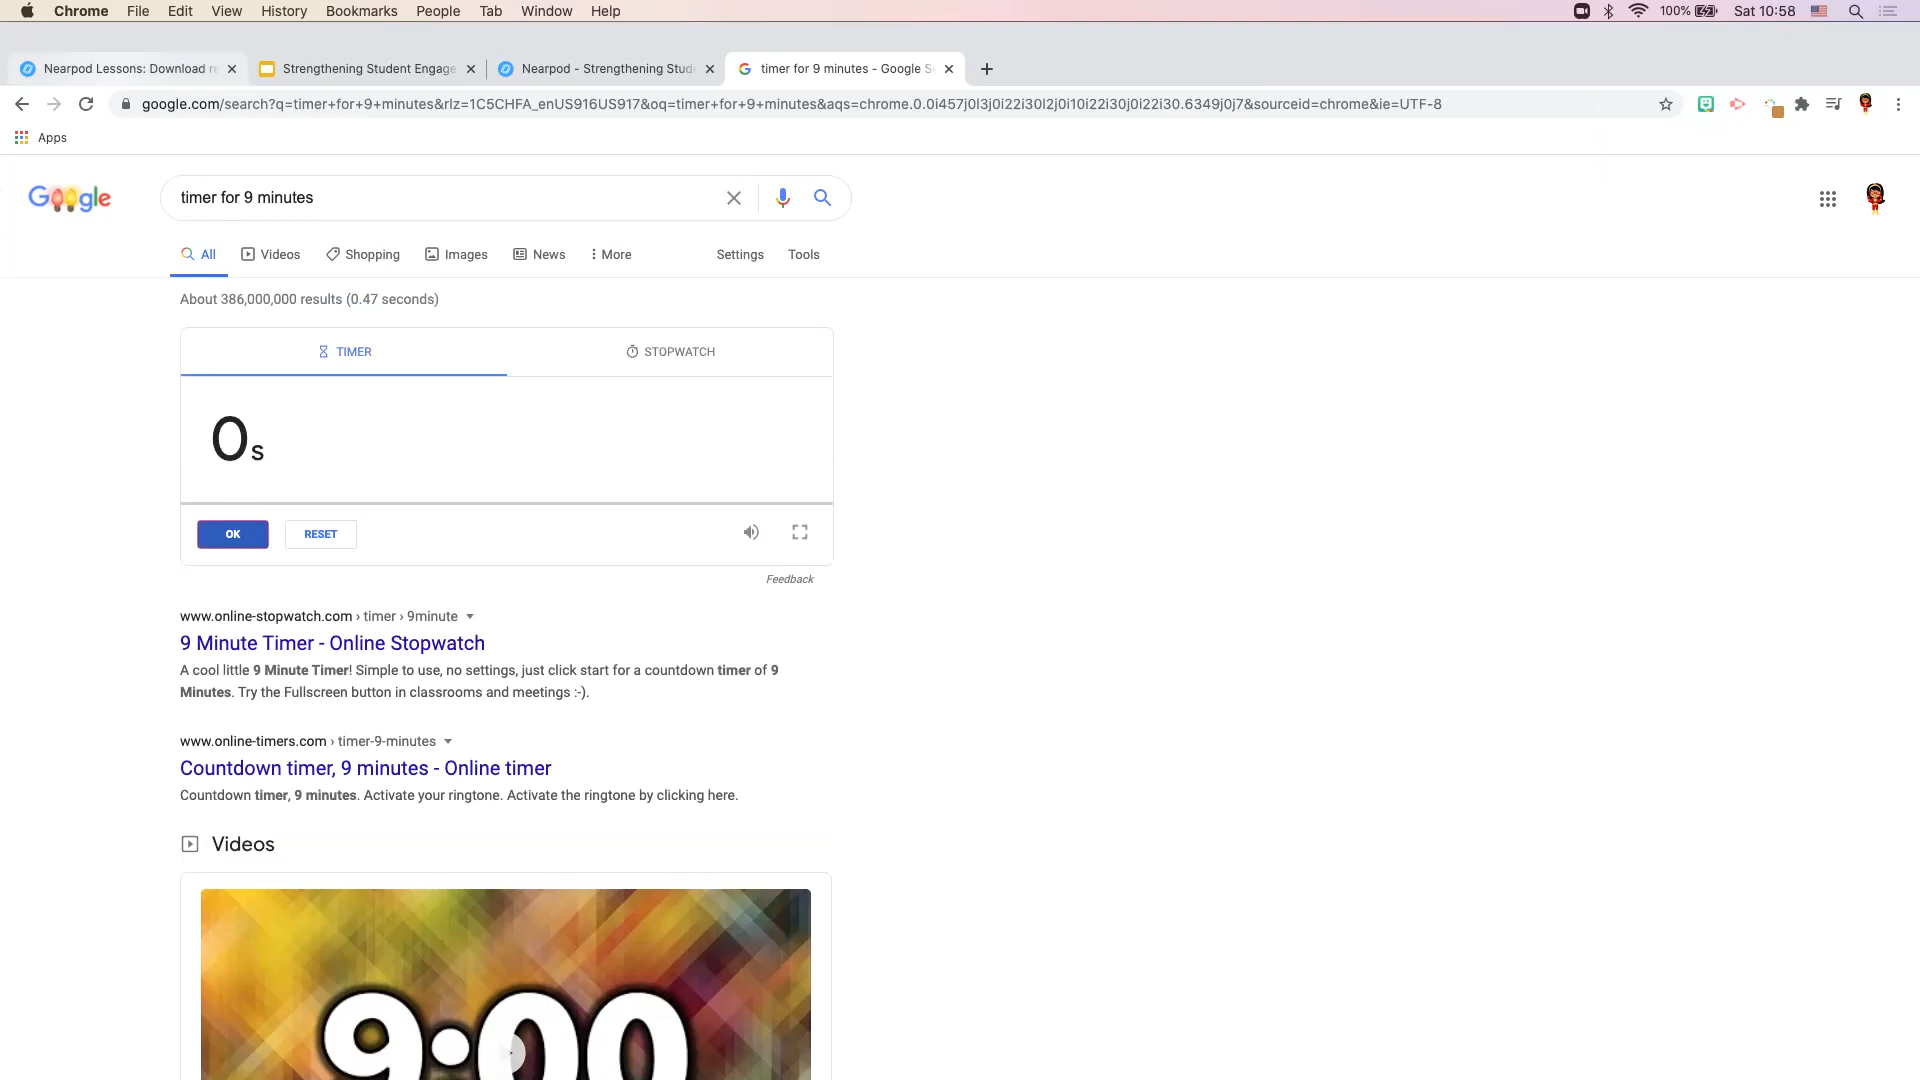 Chrome File Edit View History Bookmarks People Tab Window Help 100% Sat 10:58
Nearpod Lessons: Download re Strengthening Student Engage Nearpod - Strengthening Stude timer for 9 minutes - Google Se
google.com/search?q=timer+for+9+minutes&rlz=1C5CHFA_enUS916US917&oq=timer+for+9+minutes&aqs=chrome.0.0i457j0l3j0i22i30l2j0i10i22i30j0i22i30.6349j0j7&sourceid=chrome&ie=UTF-8
Apps
Google timer for 9 minutes
All Videos Shopping Images News More Settings Tools
About 386,000,000 results (0.47 seconds)
TIMER STOPWATCH
0s
OK RESET
Feedback
www.online-stopwatch.com › timer › 9minute
9 Minute Timer - Online Stopwatch
A cool little 9 Minute Timer! Simple to use, no settings, just click start for a countdown timer of 9
Minutes. Try the Fullscreen button in classrooms and meetings :-).
www.online-timers.com › timer-9-minutes
Countdown timer, 9 minutes - Online timer
Countdown timer, 9 minutes. Activate your ringtone. Activate the ringtone by clicking here.
Videos
9:00